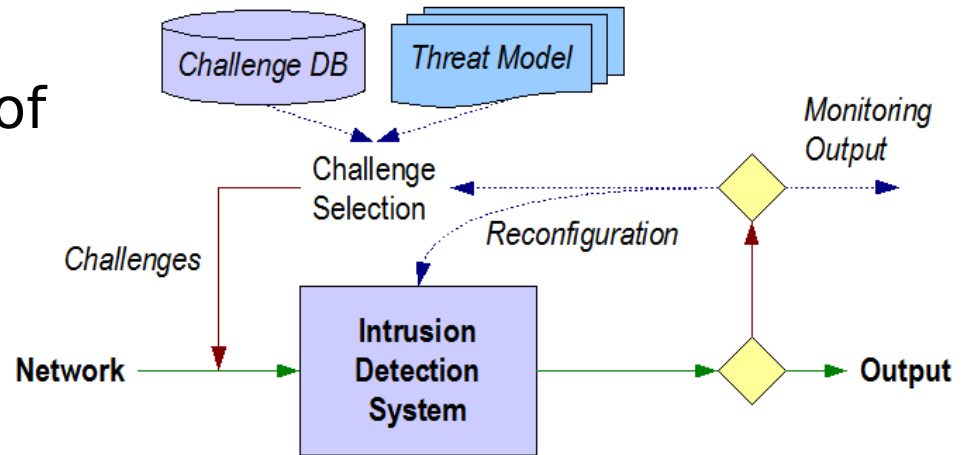 of
Challenge DB
Threat Model
Monitoring
Output
Challenge
Selection
Reconfiguration
Challenges
Intrusion
Detection
System
Network
Output